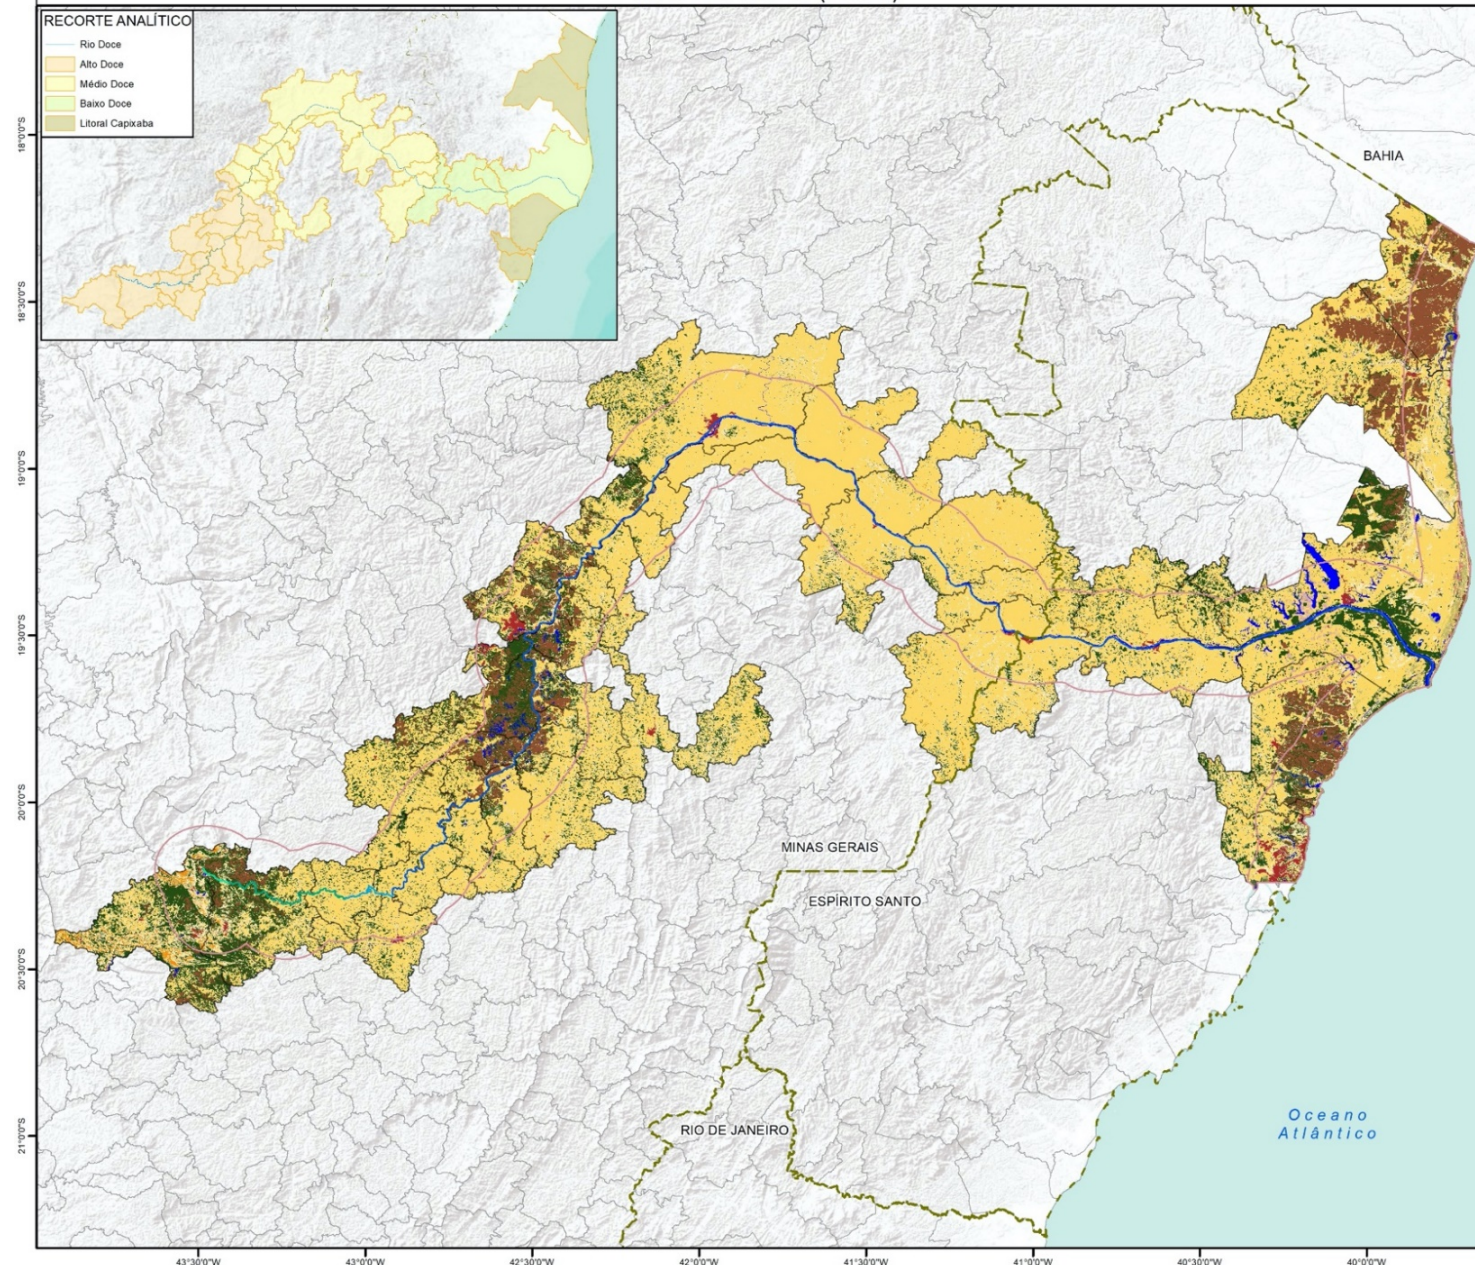 RECORTE ANALÍTICO
Rio Doce
Alto Doce
Médio Doce
Baixo Doce
Litoral Capixaba
BAHIA
MINAS GERAIS
ESPÍRITO SANTO
RIO DE JANEIRO
Oceano
Atlântico
18°0'0"S
18°30'0"S
19°0'0"S
19°30'0"S
20°0'0"S
20°30'0"S
21°0'0"S
43°30'0"W
43°0'0"W
42°30'0"W
42°0'0"W
41°30'0"W
41°0'0"W
40°30'0"W
40°0'0"W